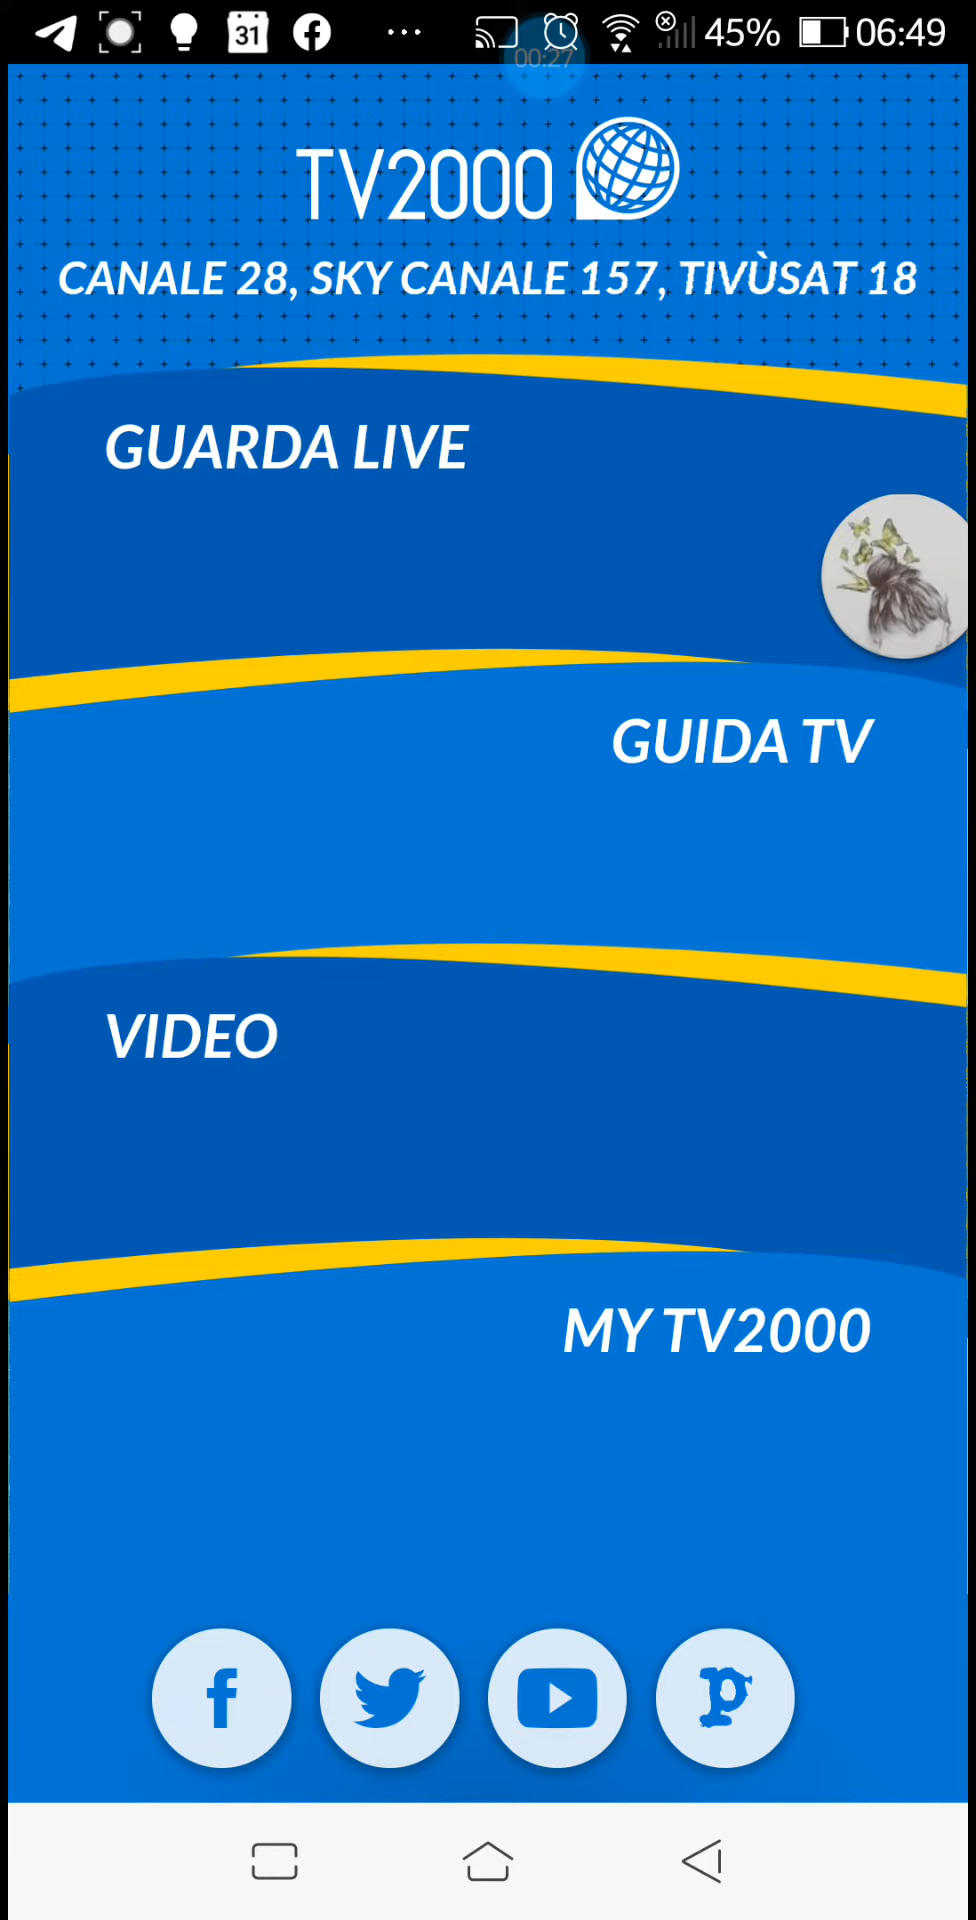 31 ... 45% 06:49
00:27
TV2000
CANALE 28, SKY CANALE 157, TIVÙSAT 18
GUARDA LIVE
GUIDA TV
VIDEO
MY TV2000